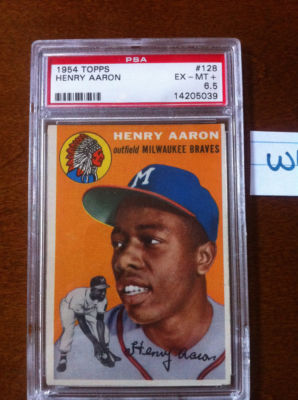 PSA
1954 TOPPS #128
HENRY AARON EX - MT +
6.5
14205039
HENRY AARON
outfield MILWAUKEE BRAVES
M
Henry Aaron